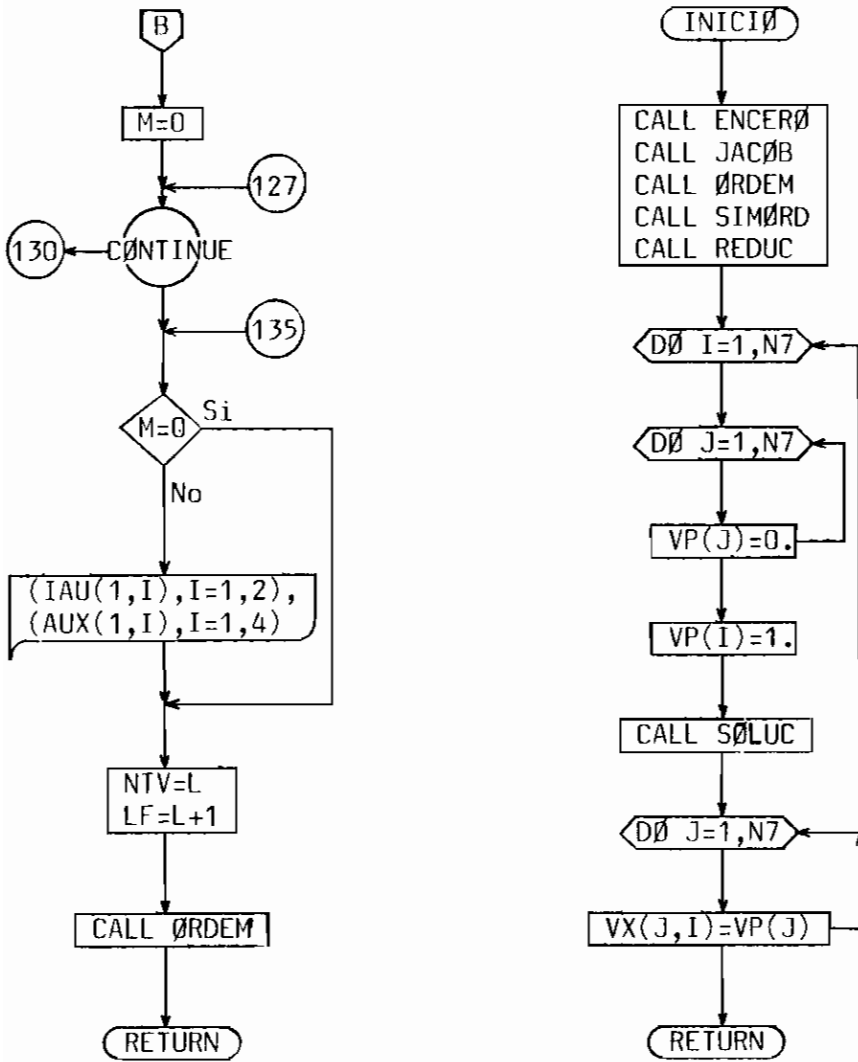 B
M=0
127
130
CØNTINUE
135
M=0
Si
No
(IAU(1,I),I=1,2),
(AUX(1,I),I=1,4)
NTV=L
LF=L+1
CALL ØRDEM
RETURN
INICIØ
CALL ENCERØ
CALL JACØB
CALL ØRDEM
CALL SIMØRD
CALL REDUC
DØ I=1,N7
DØ J=1,N7
VP(J)=0.
VP(I)=1.
CALL SØLUC
DØ J=1,N7
VX(J,I)=VP(J)
RETURN